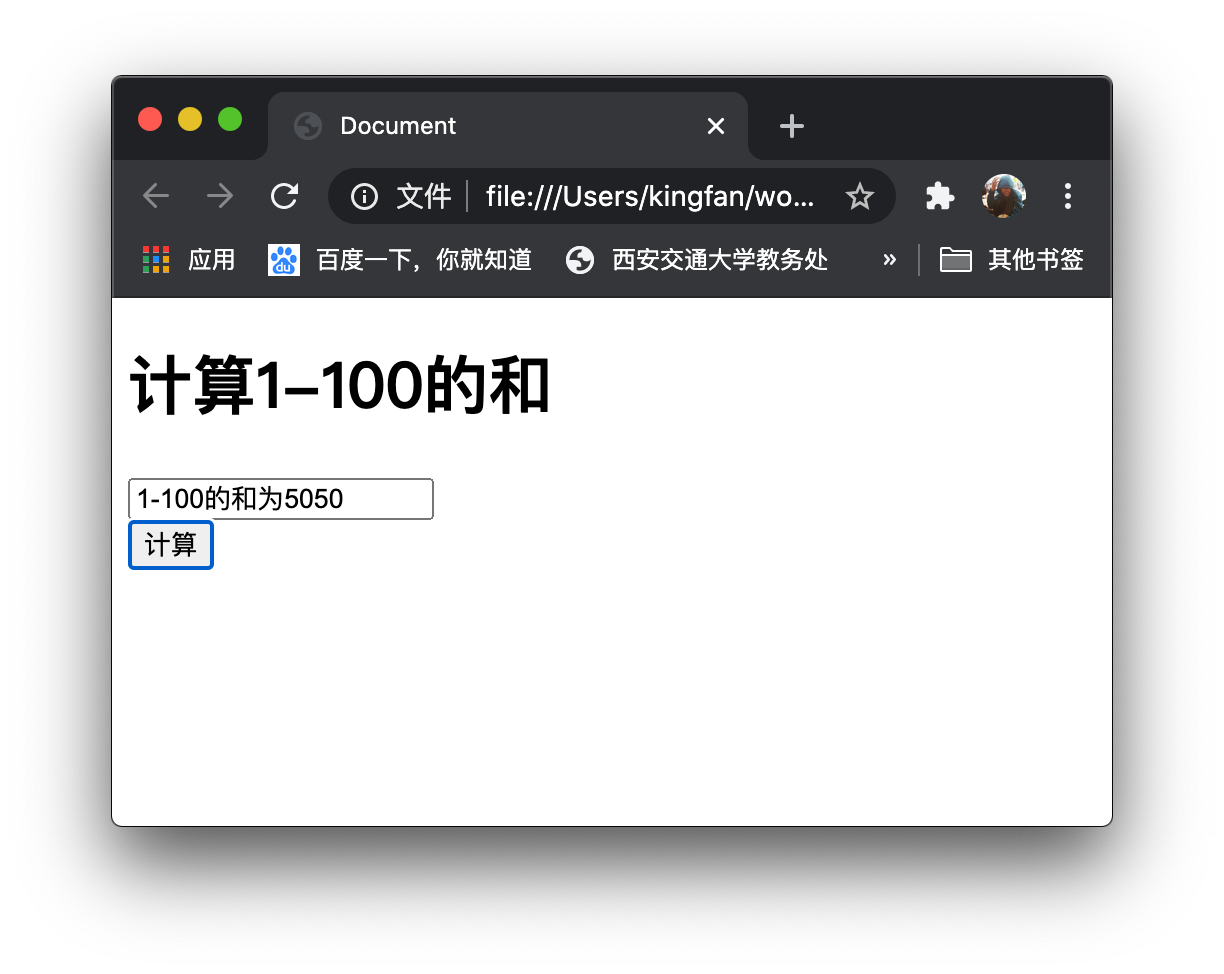 Document
文件 file:///Users/kingfan/wo...
应用 du 百度一下，你就知道 西安交通大学教务处 » 其他书签
计算1–100的和
1-100的和为5050
计算